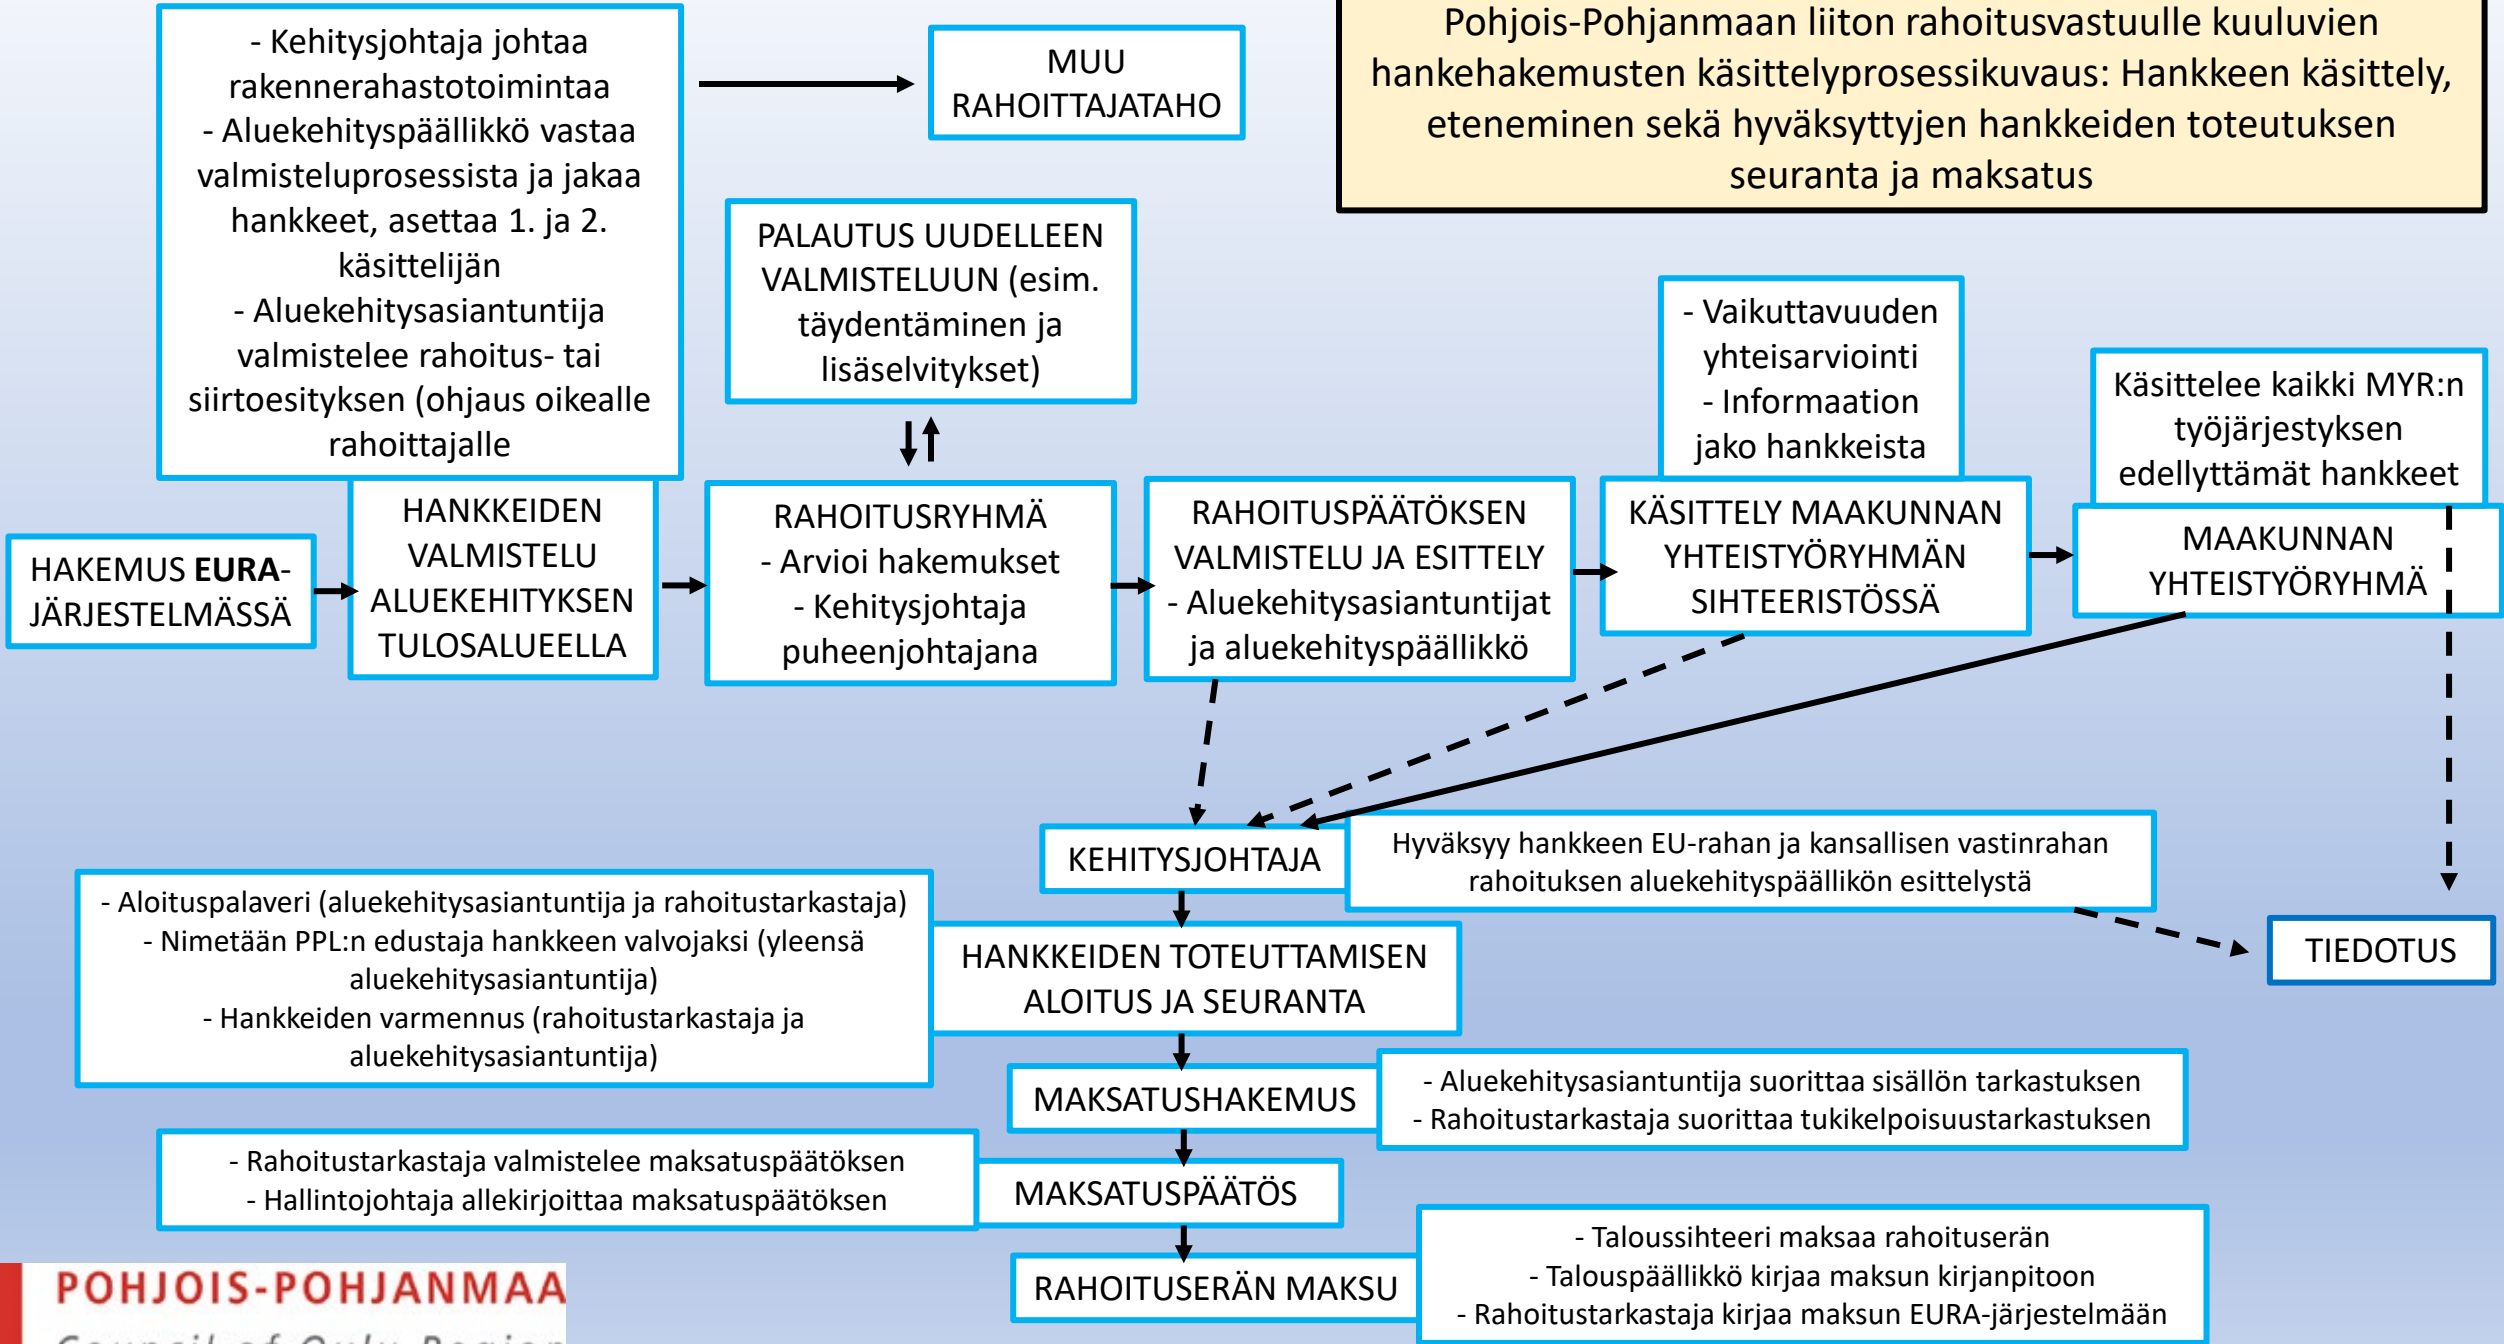 Pohjois-Pohjanmaan liiton rahoitusvastuulle kuuluvien
hankehakemusten käsittelyprosessikuvaus: Hankkeen käsittely,
eteneminen sekä hyväksyttyjen hankkeiden toteutuksen
seuranta ja maksatus
- Kehitysjohtaja johtaa
rakennerahastotoimintaa
- Aluekehityspäällikkö vastaa
valmisteluprosessista ja jakaa
hankkeet, asettaa 1. ja 2.
käsittelijän
- Aluekehitysasiantuntija
valmistelee rahoitus- tai
siirtoesityksen (ohjaus oikealle
rahoittajalle
MUU
RAHOITTAJATAHO
PALAUTUS UUDELLEEN
VALMISTELUUN (esim.
täydentäminen ja
lisäselvitykset)
- Vaikuttavuuden
yhteisarviointi
- Informaation
jako hankkeista
Käsittelee kaikki MYR:n
työjärjestyksen
edellyttämät hankkeet
HAKEMUS EURA-
JÄRJESTELMÄSSÄ
HANKKEIDEN
VALMISTELU
ALUEKEHITYKSEN
TULOSALUEELLA
RAHOITUSRYHMÄ
- Arvioi hakemukset
- Kehitysjohtaja
puheenjohtajana
RAHOITUSPÄÄTÖKSEN
VALMISTELU JA ESITTELY
- Aluekehitysasiantuntijat
ja aluekehityspäällikkö
KÄSITTELY MAAKUNNAN
YHTEISTYÖRYHMÄN
SIHTEERISTÖSSÄ
MAAKUNNAN
YHTEISTYÖRYHMÄ
KEHITYSJOHTAJA
Hyväksyy hankkeen EU-rahan ja kansallisen vastinrahan
rahoituksen aluekehityspäällikön esittelystä
TIEDOTUS
- Aloituspalaveri (aluekehitysasiantuntija ja rahoitustarkastaja)
- Nimetään PPL:n edustaja hankkeen valvojaksi (yleensä
aluekehitysasiantuntija)
- Hankkeiden varmennus (rahoitustarkastaja ja
aluekehitysasiantuntija)
HANKKEIDEN TOTEUTTAMISEN
ALOITUS JA SEURANTA
MAKSATUSHAKEMUS
- Aluekehitysasiantuntija suorittaa sisällön tarkastuksen
- Rahoitustarkastaja suorittaa tukikelpoisuustarkastuksen
- Rahoitustarkastaja valmistelee maksatuspäätöksen
- Hallintojohtaja allekirjoittaa maksatuspäätöksen
MAKSATUSPÄÄTÖS
RAHOITUSERÄN MAKSU
- Taloussihteeri maksaa rahoituserän
- Talouspäällikkö kirjaa maksun kirjanpitoon
- Rahoitustarkastaja kirjaa maksun EURA-järjestelmään
POHJOIS-POHJANMAA
Council of Oulu Region